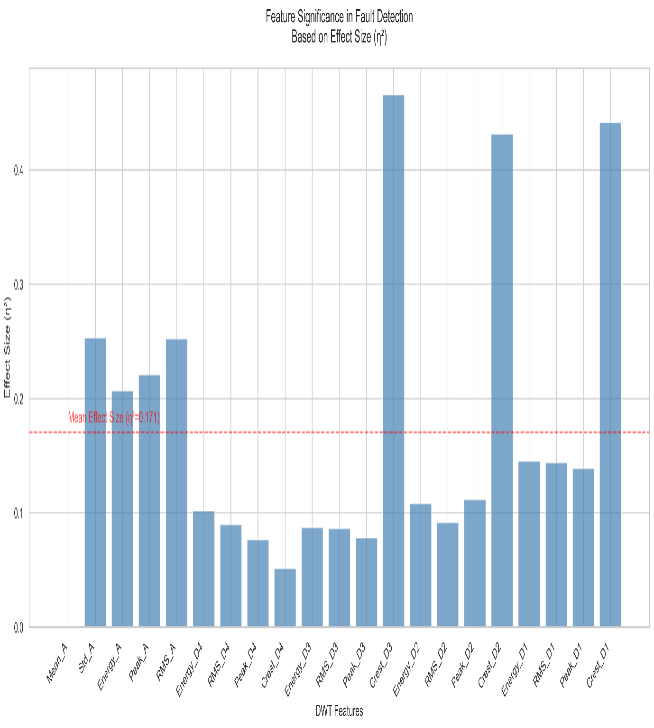 Feature Significance in Fault Detection
Based on Effect Size (η²)
Effect Size (η²)
0.4
0.3
0.2
0.1
0.0
Mean Effect Size (η²=0.171)
Mean_A
Std_A
Energy_A
Peak_A
RMS_A
Energy_D4
RMS_D4
Peak_D4
Crest_D4
Energy_D3
RMS_D3
Peak_D3
Crest_D3
Energy_D2
RMS_D2
Peak_D2
Crest_D2
Energy_D1
RMS_D1
Peak_D1
Crest_D1
DWT Features